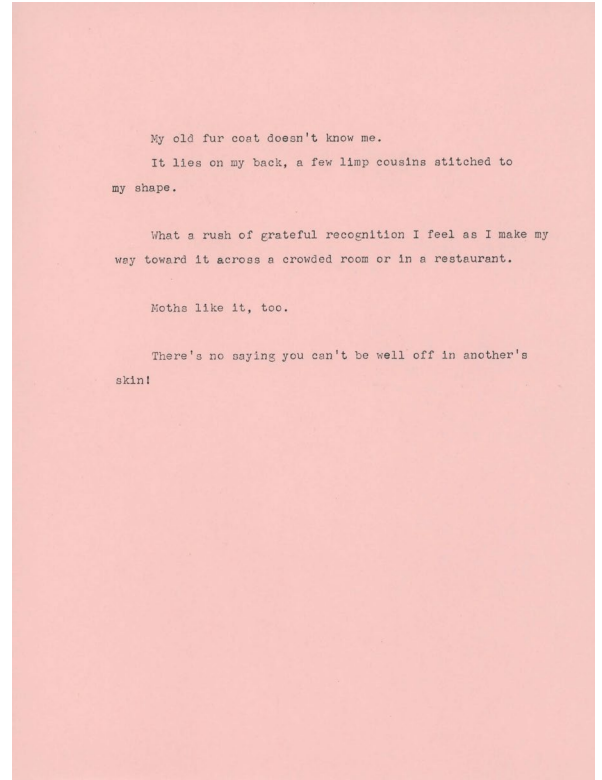 My old fur coat doesn't know me.
It lies on my back, a few limp cousins stitched to
my shape.
What a rush of grateful recognition I feel as I make my
way toward it across a crowded room or in a restaurant.
Moths like it, too.
There's no saying you can't be well off in another's
skin!